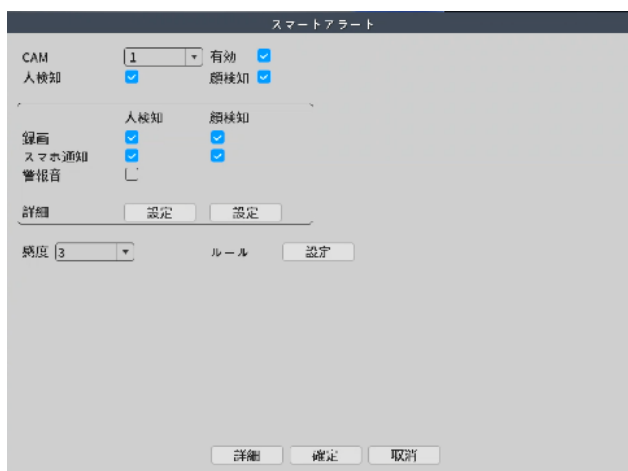 スマートアラート
CAM 1 有効
人検知 顔検知
人検知 顔検知
録画
スマホ通知
警報音
詳細 設定 設定
感度 3 ルール 設定
詳細 確定 取消